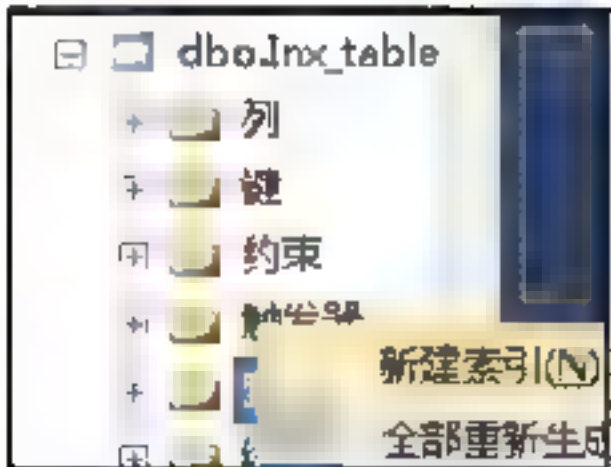 dbo.Inx_table
列
键
约束
新建索引(N)
全部重新生成